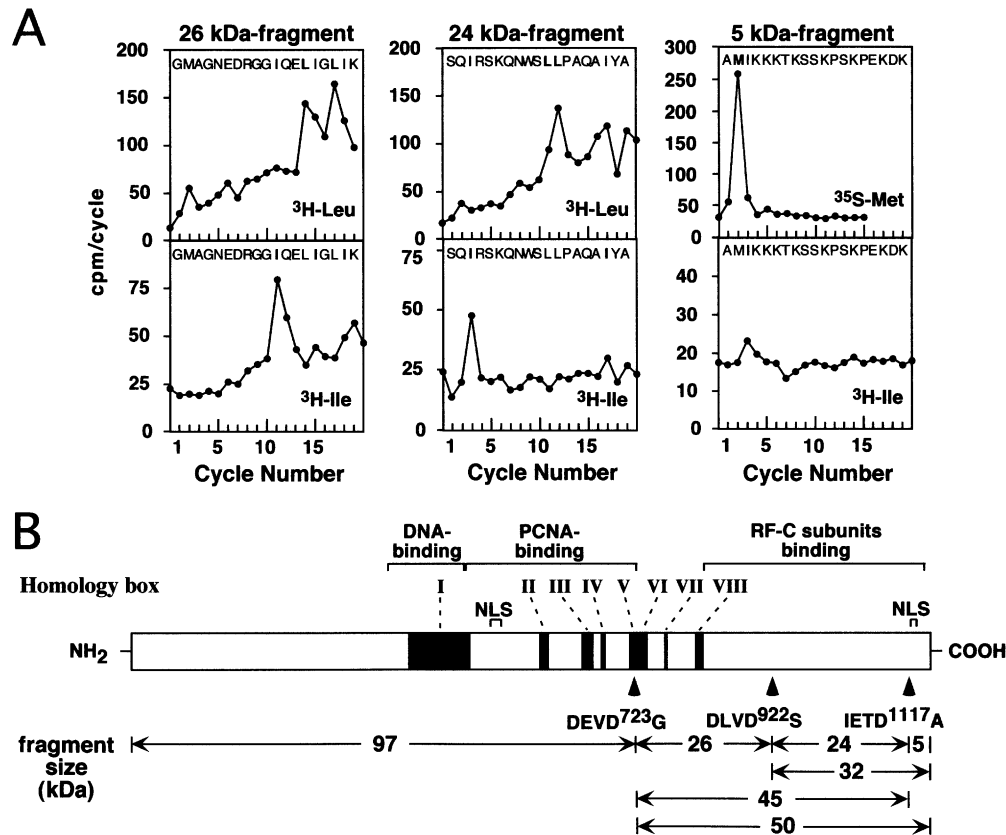 A
26 kDa-fragment
24 kDa-fragment
5 kDa-fragment
cpm/cycle
200
150
100
50
0
GMAGNEDRGGIQELIGLIK
³H-Leu
200
150
100
50
0
SQIRSKQNWSLLPAQAIYA
³H-Leu
300
250
200
150
100
50
0
AMIKKKTKSSKPSKPEKDK
³⁵S-Met
100
75
50
25
0
GMAGNEDRGGIQELIGLIK
³H-Ile
1 5 10 15
Cycle Number
75
50
25
0
SQIRSKQNWSLLPAQAIYA
³H-Ile
1 5 10 15
Cycle Number
40
30
20
10
0
AMIKKKTKSSKPSKPEKDK
³H-Ile
1 5 10 15
Cycle Number
B
DNA-binding
PCNA-binding
RF-C subunits binding
Homology box
I II III IV V VI VII VIII
NLS
NLS
NH₂
COOH
DEVD⁷²³G DLVD⁹²²S IETD¹¹¹⁷A
fragment size (kDa)
97 26 24 5
32
45
50